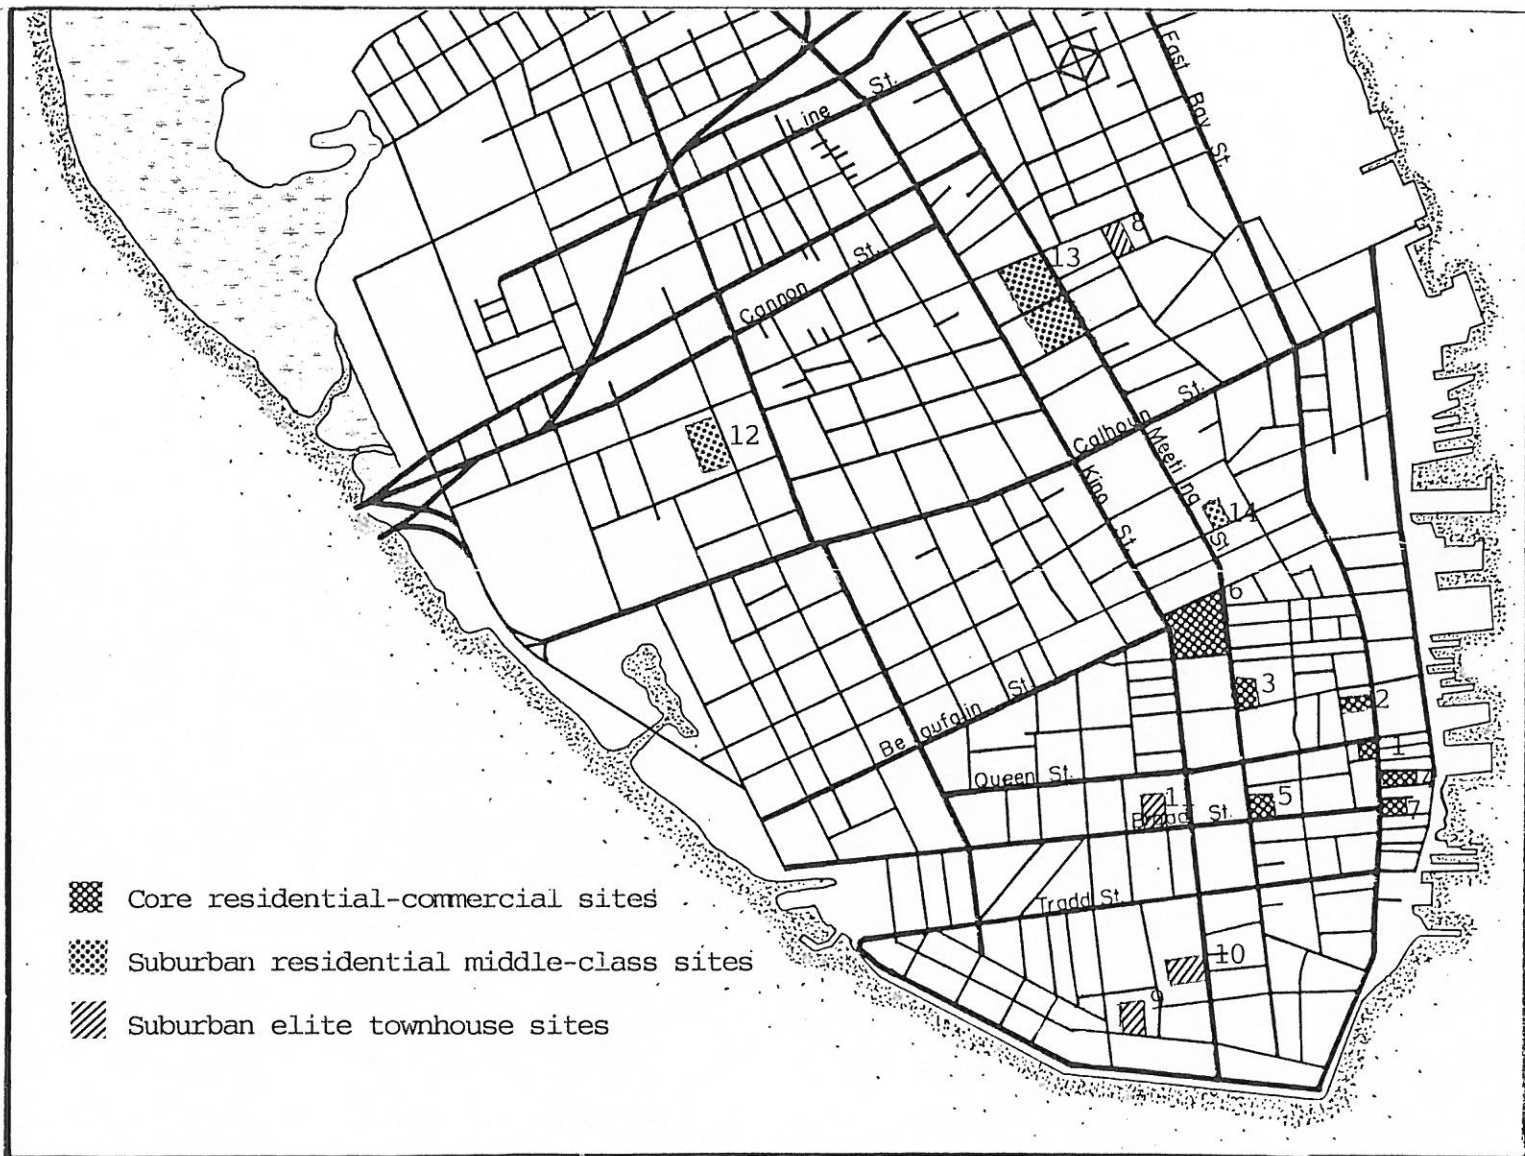 Line St.
East Bay St.
8
13
Cannon St.
12
Calhoun St.
King St.
Meeting St.
14
6
3
2
Beaufain St.
1
Queen St.
4
1
5
7
Broad St.
Tradd St.
10
9
Core residential-commercial sites
Suburban residential middle-class sites
Suburban elite townhouse sites